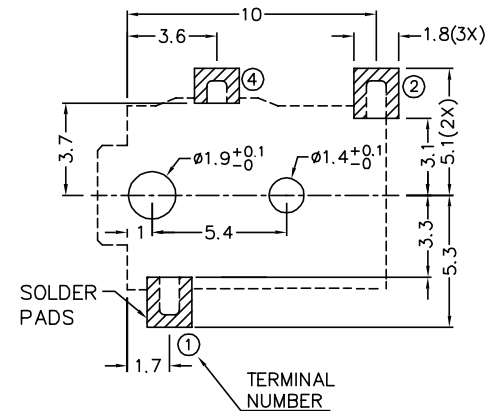 10
3.6
1.8(3X)
4
2
3.7
ø1.9 +0.1 -0
ø1.4 +0.1 -0
3.1
5.1(2X)
1
5.4
3.3
5.3
SOLDER
PADS
1
1.7
TERMINAL
NUMBER